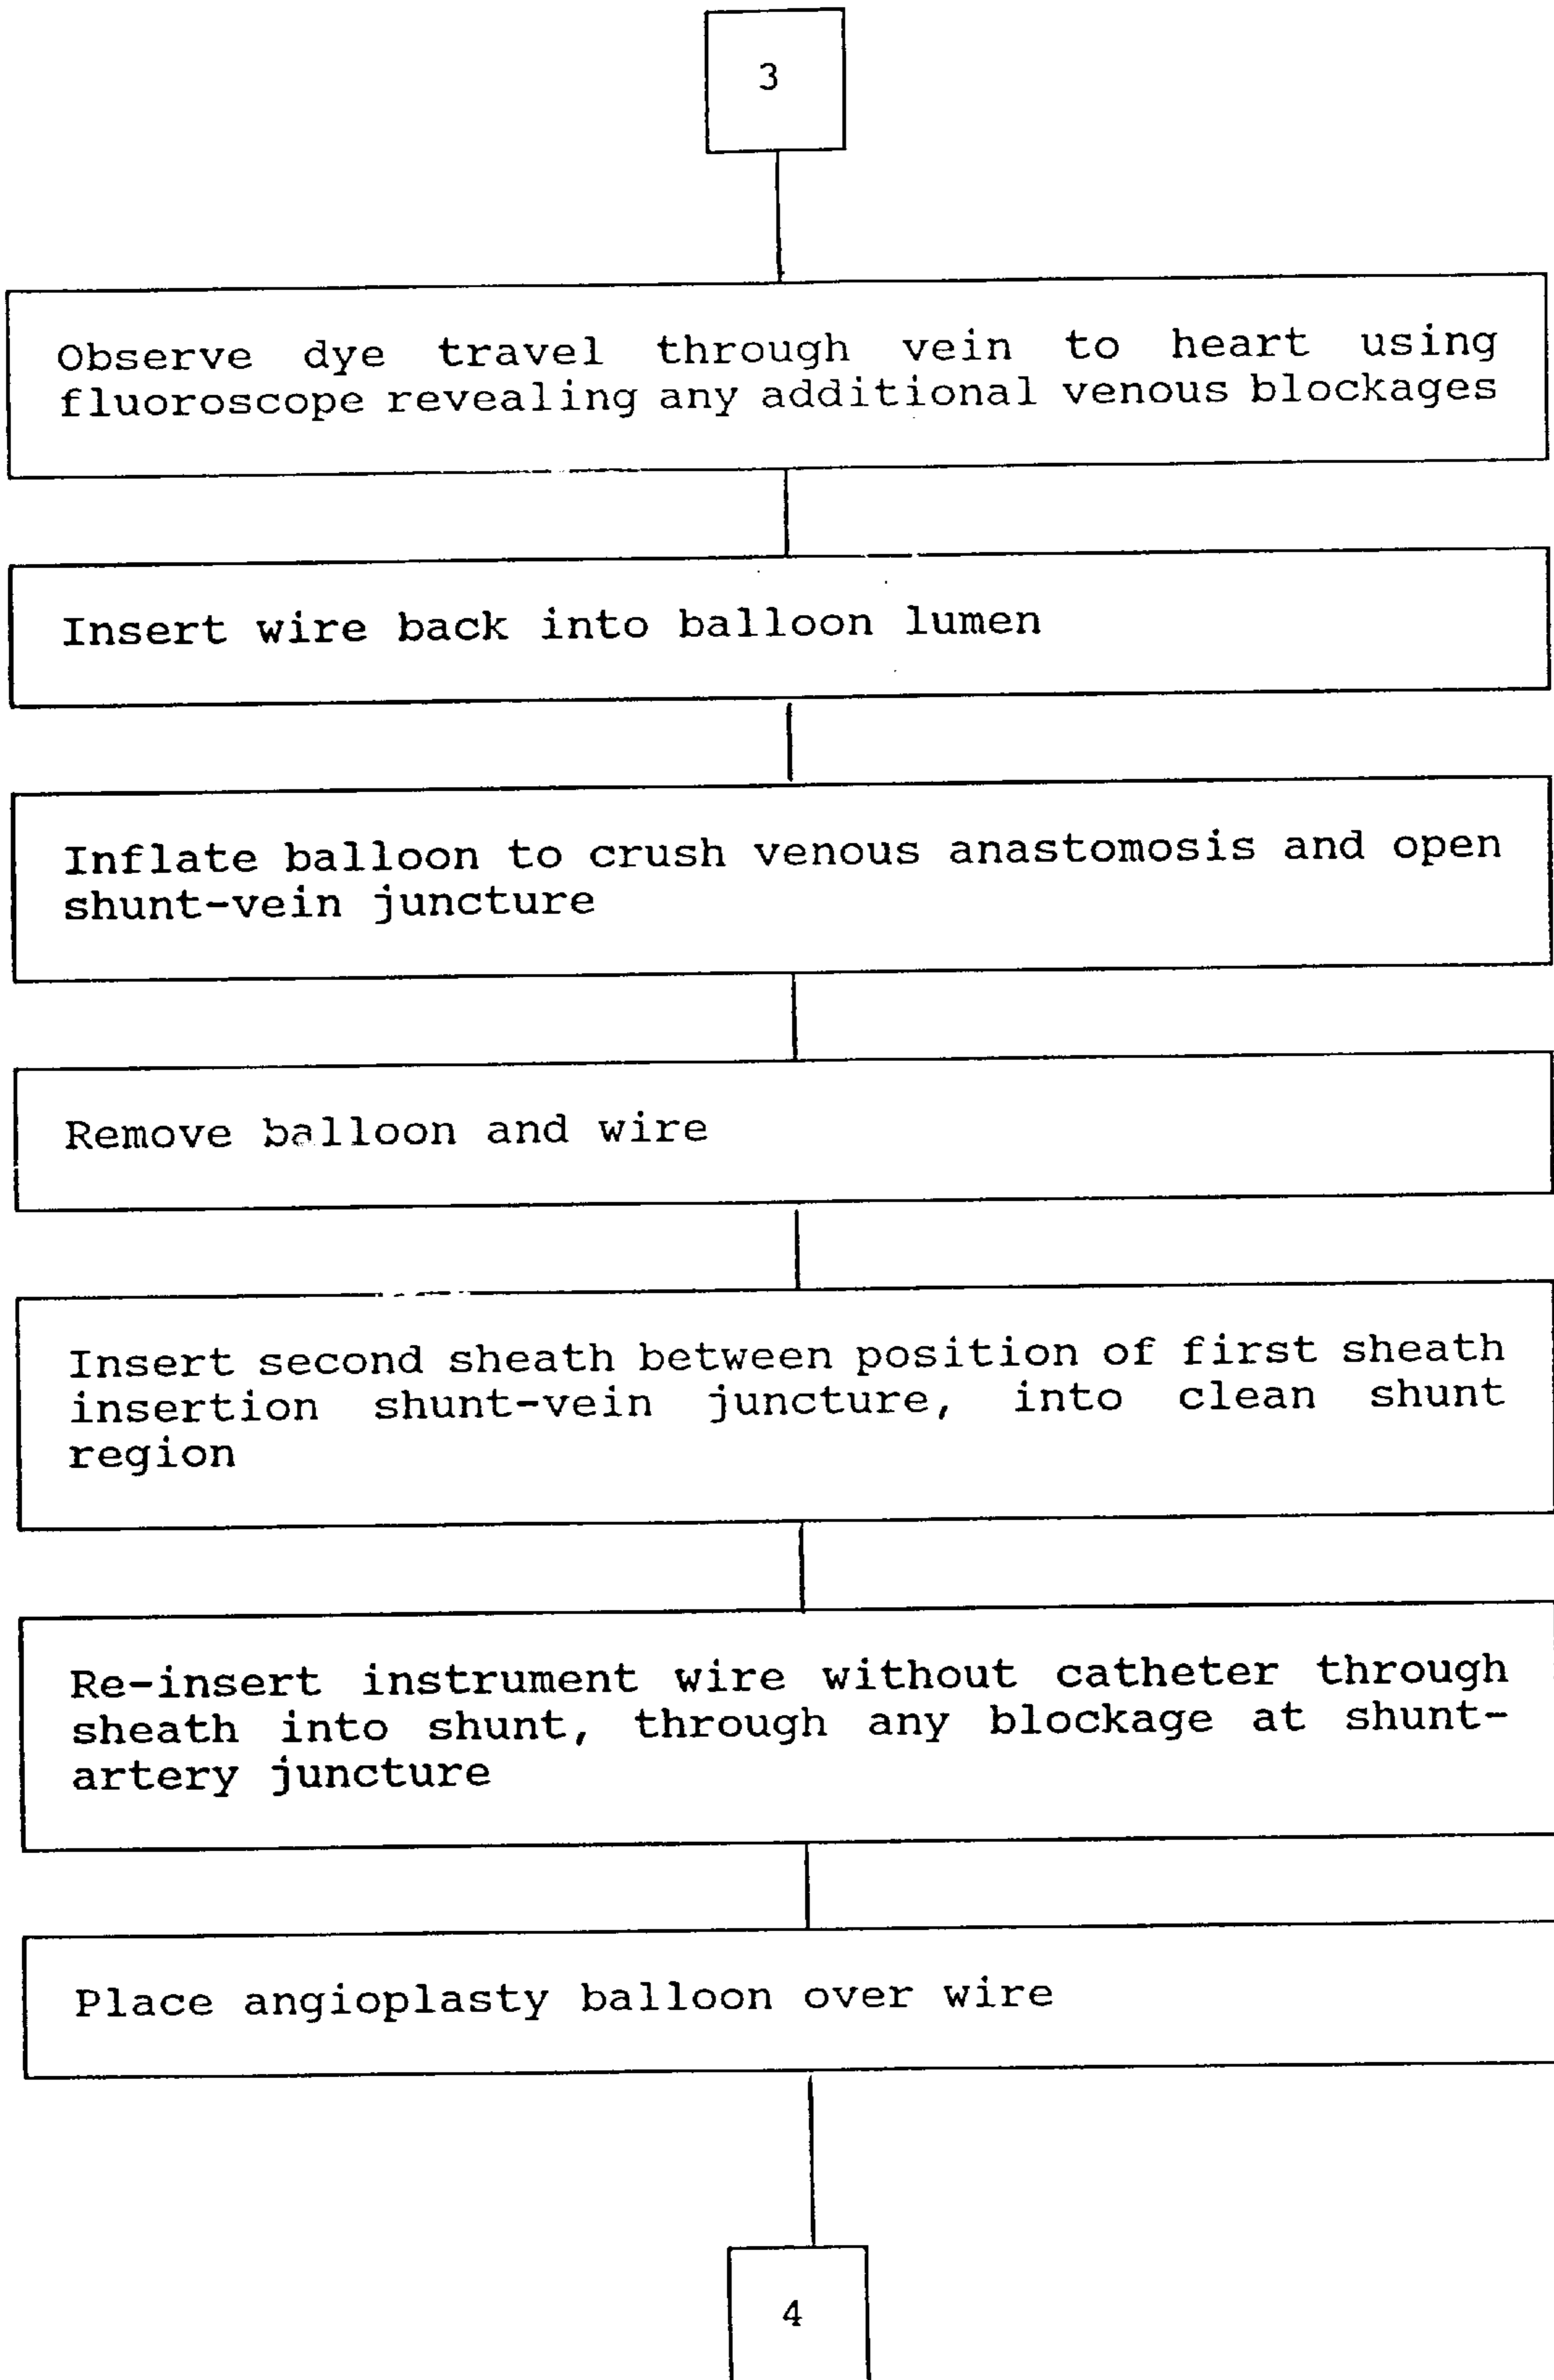 3
Observe dye travel through vein to heart using
fluoroscope revealing any additional venous blockages
Insert wire back into balloon lumen
Inflate balloon to crush venous anastomosis and open
shunt-vein juncture
Remove balloon and wire
Insert second sheath between position of first sheath
insertion shunt-vein juncture, into clean shunt
region
Re-insert instrument wire without catheter through
sheath into shunt, through any blockage at shunt-
artery juncture
Place angioplasty balloon over wire
4